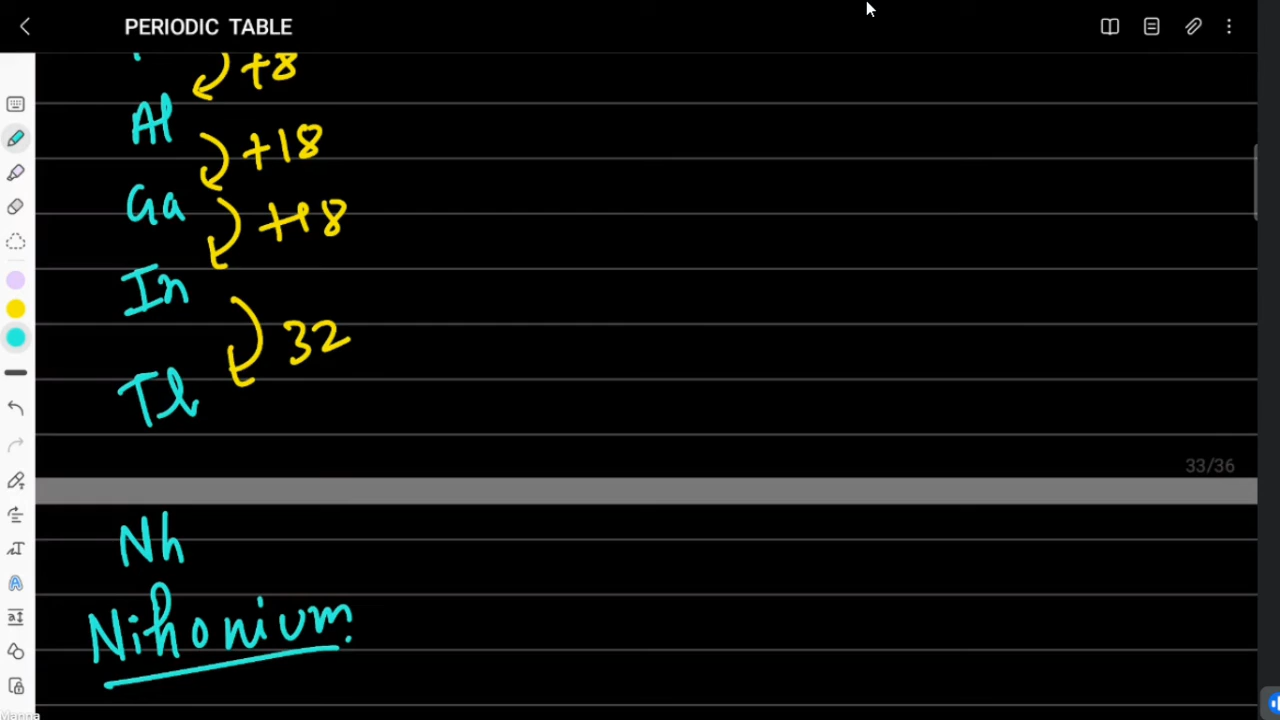 PERIODIC TABLE
+8
Al
+18
Ga
+18
In
32
Tl
33/36
Nh
Nihonium.